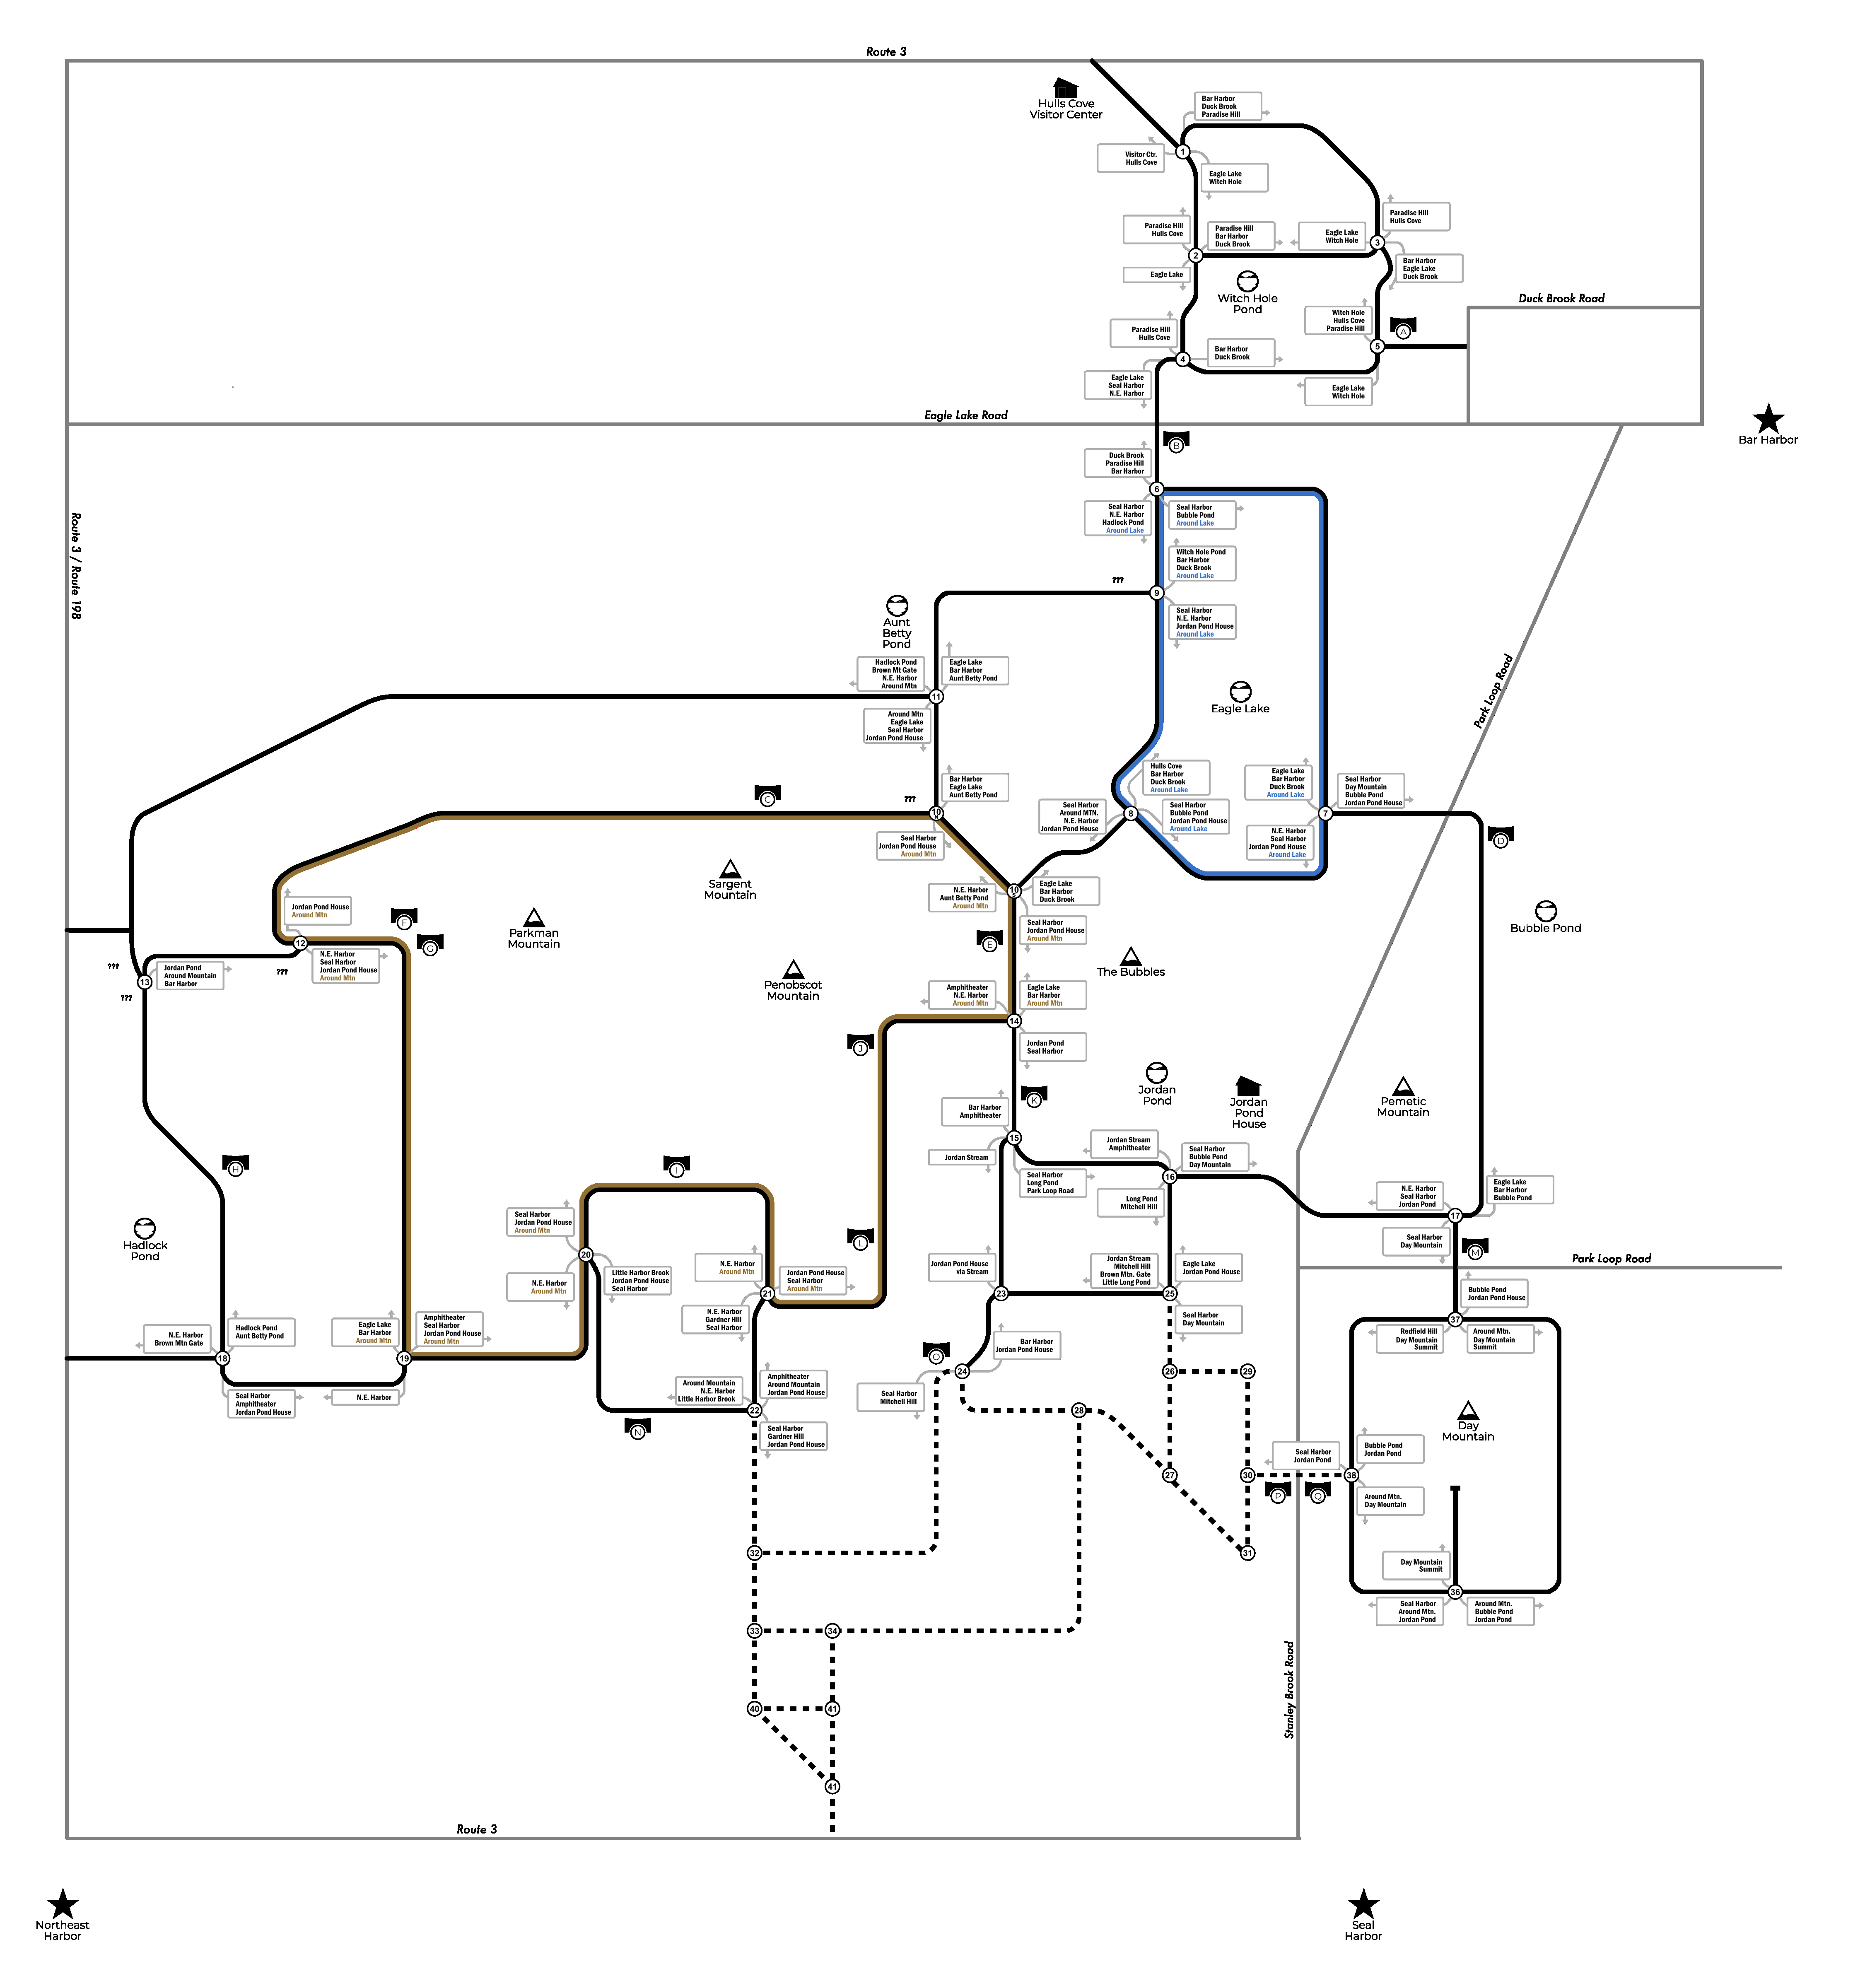 Route 3
Hulls Cove
Visitor Center
Bar Harbor
Duck Brook
Paradise Hill
1
Visitor Ctr.
Hulls Cove
Eagle Lake
Witch Hole
Paradise Hill
Hulls Cove
Paradise Hill
Bar Harbor
Duck Brook
Eagle Lake
Witch Hole
Paradise Hill
Hulls Cove
3
2
Eagle Lake
Bar Harbor
Eagle Lake
Duck Brook
Witch Hole
Pond
Duck Brook Road
Paradise Hill
Hulls Cove
Witch Hole
Hulls Cove
Paradise Hill
A
5
4
Bar Harbor
Duck Brook
Eagle Lake
Seal Harbor
N.E. Harbor
Eagle Lake
Witch Hole
Eagle Lake Road
Bar Harbor
B
Duck Brook
Paradise Hill
Bar Harbor
6
Seal Harbor
N.E. Harbor
Hadlock Pond
Around Lake
Seal Harbor
Bubble Pond
Around Lake
Route 3 / Route 198
Witch Hole Pond
Bar Harbor
Duck Brook
Around Lake
???
9
Seal Harbor
N.E. Harbor
Jordan Pond House
Around Lake
Aunt
Betty
Pond
Hadlock Pond
Brown Mt Gate
N.E. Harbor
Around Mtn
Eagle Lake
Bar Harbor
Aunt Betty Pond
11
Around Mtn
Eagle Lake
Seal Harbor
Jordan Pond House
Eagle Lake
Park Loop Road
Hulls Cove
Bar Harbor
Duck Brook
Around Lake
Eagle Lake
Bar Harbor
Duck Brook
Around Lake
Seal Harbor
Day Mountain
Bubble Pond
Jordan Pond House
C
???
Bar Harbor
Eagle Lake
Aunt Betty Pond
10
Seal Harbor
Around MTN.
N.E. Harbor
Jordan Pond House
8
Seal Harbor
Bubble Pond
Jordan Pond House
Around Lake
7
N.E. Harbor
Seal Harbor
Jordan Pond House
Around Lake
D
Seal Harbor
Jordan Pond House
Around Mtn
Sargent
Mountain
N.E. Harbor
Aunt Betty Pond
Around Mtn
10
Eagle Lake
Bar Harbor
Duck Brook
Jordan Pond House
Around Mtn
F
G
Parkman
Mountain
Seal Harbor
Jordan Pond House
Around Mtn
E
Bubble Pond
12
N.E. Harbor
Seal Harbor
Jordan Pond House
Around Mtn
???
???
???
13
Jordan Pond
Around Mountain
Bar Harbor
Penobscot
Mountain
The Bubbles
Amphitheater
N.E. Harbor
Around Mtn
Eagle Lake
Bar Harbor
Around Mtn
14
J
Jordan Pond
Seal Harbor
Jordan
Pond
Jordan
Pond
House
Pemetic
Mountain
K
Bar Harbor
Amphitheater
15
Jordan Stream
Jordan Stream
Amphitheater
Seal Harbor
Bubble Pond
Day Mountain
16
Seal Harbor
Long Pond
Park Loop Road
Long Pond
Mitchell Hill
H
I
N.E. Harbor
Seal Harbor
Jordan Pond
Eagle Lake
Bar Harbor
Bubble Pond
17
Seal Harbor
Day Mountain
M
Park Loop Road
Hadlock
Pond
Seal Harbor
Jordan Pond House
Around Mtn
20
L
N.E. Harbor
Around Mtn
Little Harbor Brook
Jordan Pond House
Seal Harbor
N.E. Harbor
Around Mtn
Jordan Pond House
Seal Harbor
Around Mtn
21
N.E. Harbor
Gardner Hill
Seal Harbor
Jordan Pond House
via Stream
23
Jordan Stream
Mitchell Hill
Brown Mtn. Gate
Little Long Pond
Eagle Lake
Jordan Pond House
25
Seal Harbor
Day Mountain
Bubble Pond
Jordan Pond House
37
Redfield Hill
Day Mountain
Summit
Around Mtn.
Day Mountain
Summit
N.E. Harbor
Brown Mtn Gate
Hadlock Pond
Aunt Betty Pond
18
Eagle Lake
Bar Harbor
Around Mtn
Amphitheater
Seal Harbor
Jordan Pond House
Around Mtn
19
Seal Harbor
Amphitheater
Jordan Pond House
N.E. Harbor
Bar Harbor
Jordan Pond House
O
24
Seal Harbor
Mitchell Hill
26
29
Around Mountain
N.E. Harbor
Little Harbor Brook
Amphitheater
Around Mountain
Jordan Pond House
22
N
Seal Harbor
Gardner Hill
Jordan Pond House
28
Day
Mountain
Bubble Pond
Jordan Pond
Seal Harbor
Jordan Pond
27
30
38
P
Q
Around Mtn.
Day Mountain
32
31
Day Mountain
Summit
36
Seal Harbor
Around Mtn.
Jordan Pond
Around Mtn.
Bubble Pond
Jordan Pond
33
34
Stanley Brook Road
40
41
41
Route 3
Northeast
Harbor
Seal
Harbor